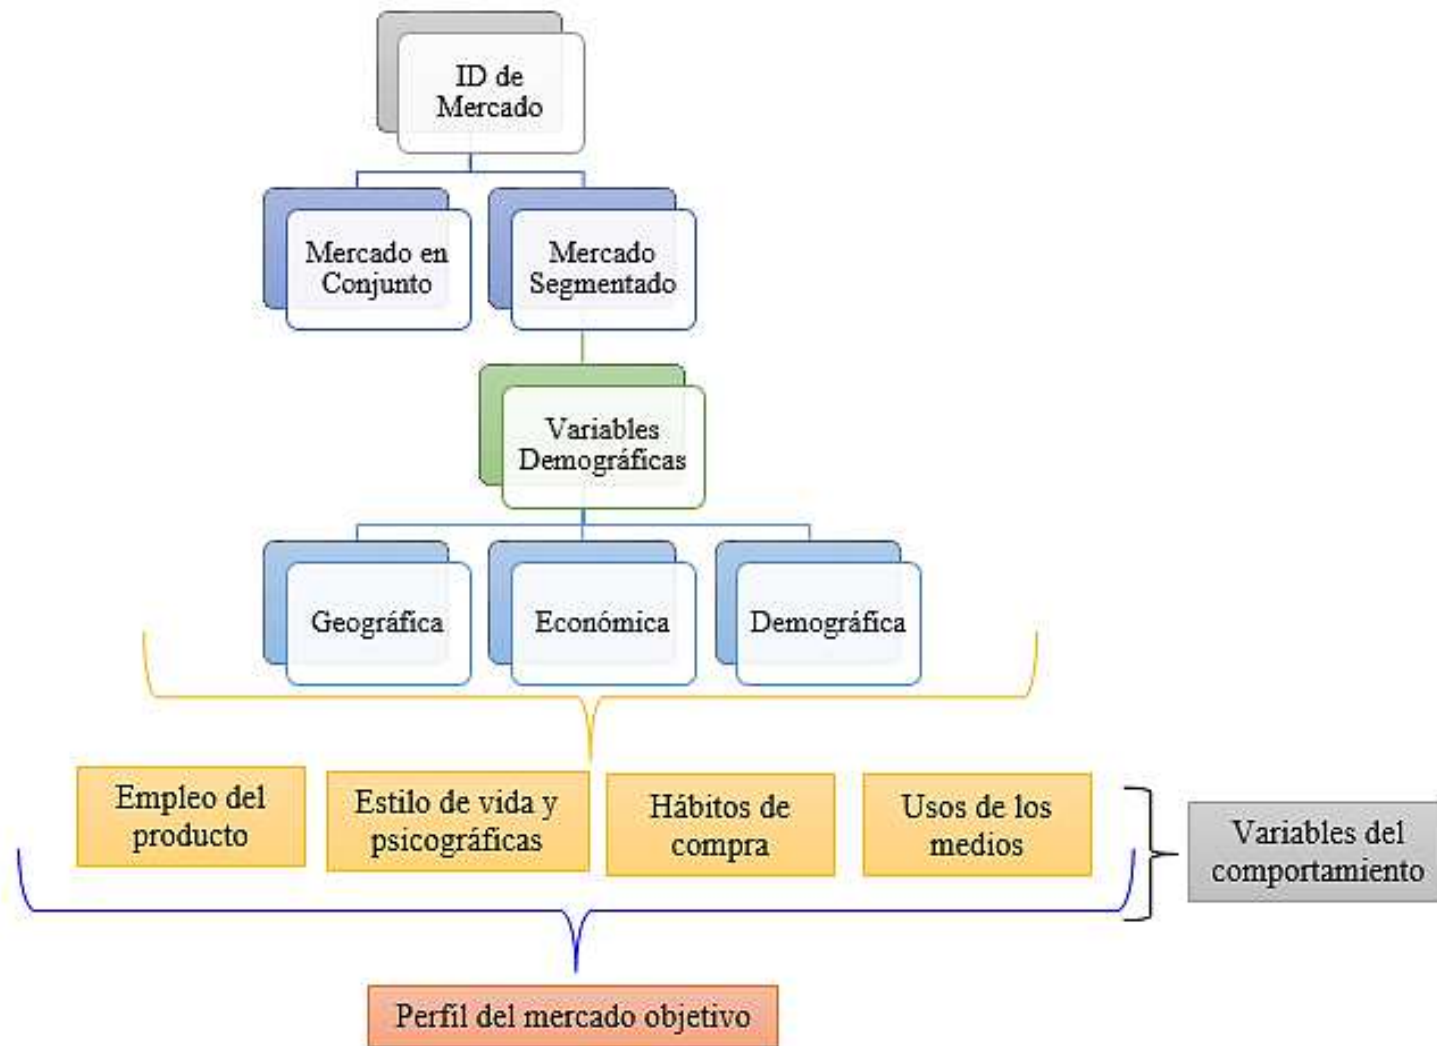 ID de
Mercado
Mercado en
Conjunto
Mercado
Segmentado
Variables
Demográficas
Geográfica
Económica
Demográfica
Empleo del
producto
Estilo de vida y
psicográficas
Hábitos de
compra
Usos de los
medios
Variables del
comportamiento
Perfil del mercado objetivo